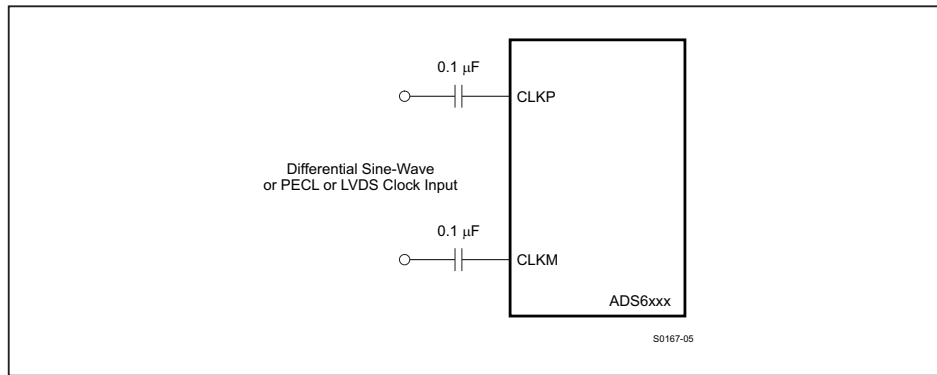 0.1 μF
CLKP
Differential Sine-Wave
or PECL or LVDS Clock Input
0.1 μF
CLKM
ADS6xxx
S0167-05